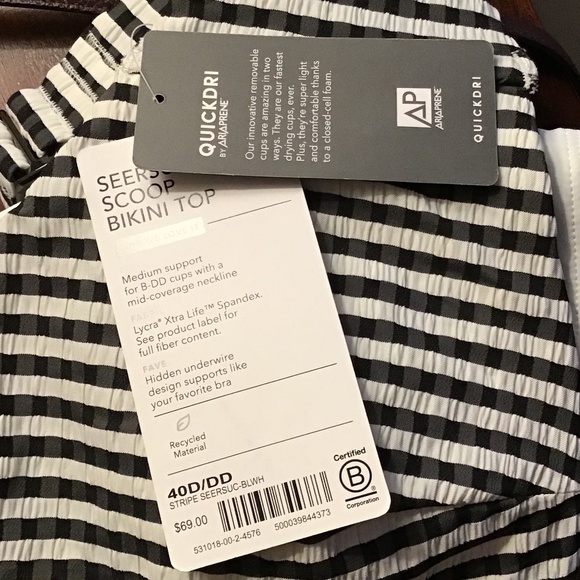 QUICKDRI
BY ARIAPRENE
Our innovative removable
cups are amazing in two
ways. They are our fastest
drying cups, ever.
Plus, they're super light
and comfortable thanks
to a closed-cell foam.
AP
ARIAPRENE
QUICKDRI
SCOOP
BIKINI TOP
Medium support
for B-DD cups with a
mid-coverage neckline
Lycra® Xtra Life™ Spandex.
See product label for
full fiber content.
FAVE
Hidden underwire
design supports like
your favorite bra
Recycled
Material
40D/DD
STRIPE SEERSUC-BLWH
$69.00
531018-00-2-4576 500039844373
Certified
B
Corporation